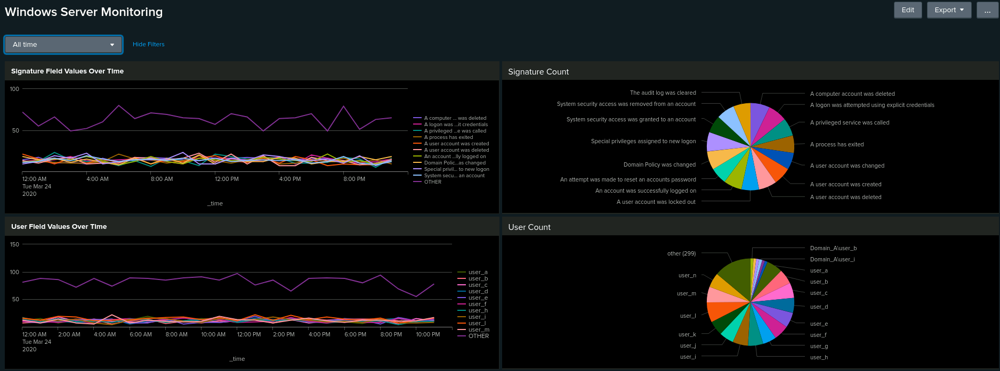 Windows Server Monitoring
Edit
Export
...
All time
Hide Filters
Signature Field Values Over Time
100
50
12:00 AM
Tue Mar 24
2020
4:00 AM
8:00 AM
12:00 PM
4:00 PM
8:00 PM
_time
A computer ... was deleted
A logon was ...it credentials
A privileged ...e was called
A process has exited
A user account was created
A user account was deleted
An account ...lly logged on
Domain Polic...as changed
Special privil... to new logon
System secu... an account
OTHER
Signature Count
The audit log was cleared
System security access was removed from an account
System security access was granted to an account
Special privileges assigned to new logon
Domain Policy was changed
An attempt was made to reset an accounts password
An account was successfully logged on
A user account was locked out
A computer account was deleted
A logon was attempted using explicit credentials
A privileged service was called
A process has exited
A user account was changed
A user account was created
A user account was deleted
User Field Values Over Time
150
100
50
12:00 AM
Tue Mar 24
2020
2:00 AM
4:00 AM
6:00 AM
8:00 AM
10:00 AM
12:00 PM
2:00 PM
4:00 PM
6:00 PM
8:00 PM
10:00 PM
_time
user_a
user_b
user_c
user_d
user_e
user_f
user_h
user_i
user_l
user_m
OTHER
User Count
other (299)
user_n
user_m
user_l
user_k
user_j
user_i
Domain_A\user_b
Domain_A\user_i
user_a
user_b
user_c
user_d
user_e
user_f
user_g
user_h